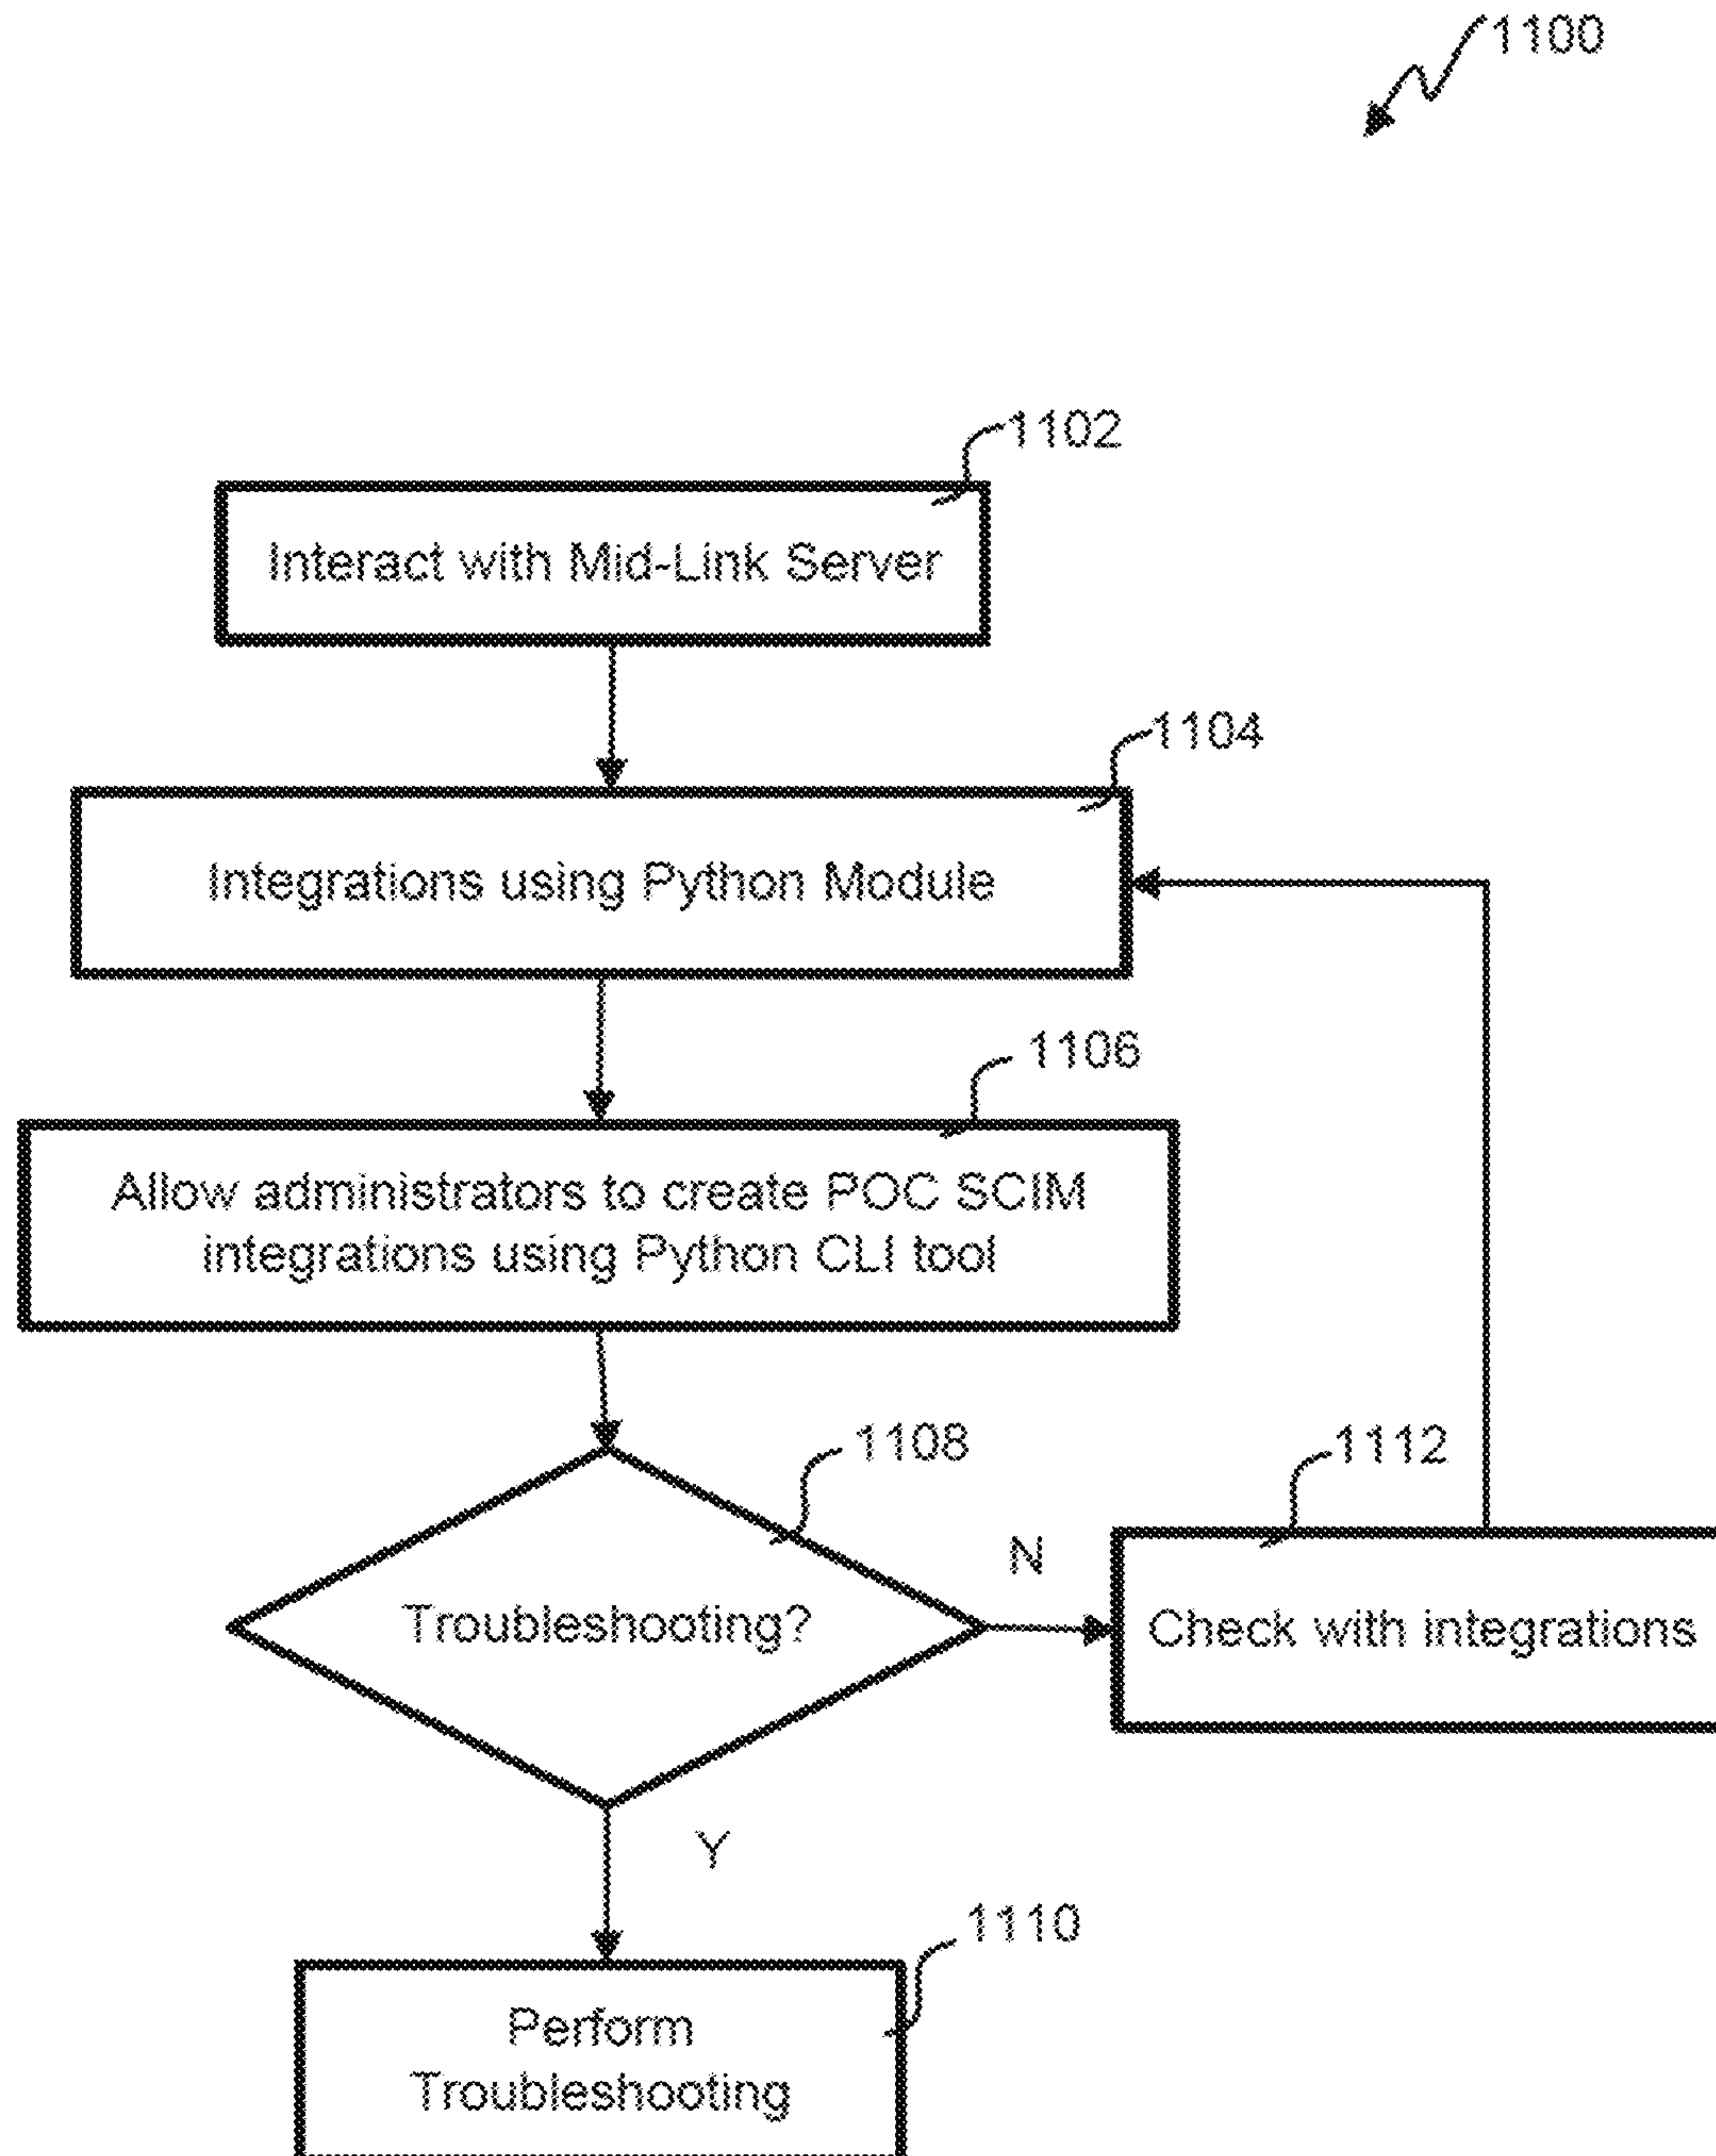 1100
1102
Interact with Mid-Link Server
1104
Integrations using Python Module
1106
Allow administrators to create POC SCIM
integrations using Python CLI tool
1108
Troubleshooting?
N
1112
Check with integrations
Y
1110
Perform
Troubleshooting